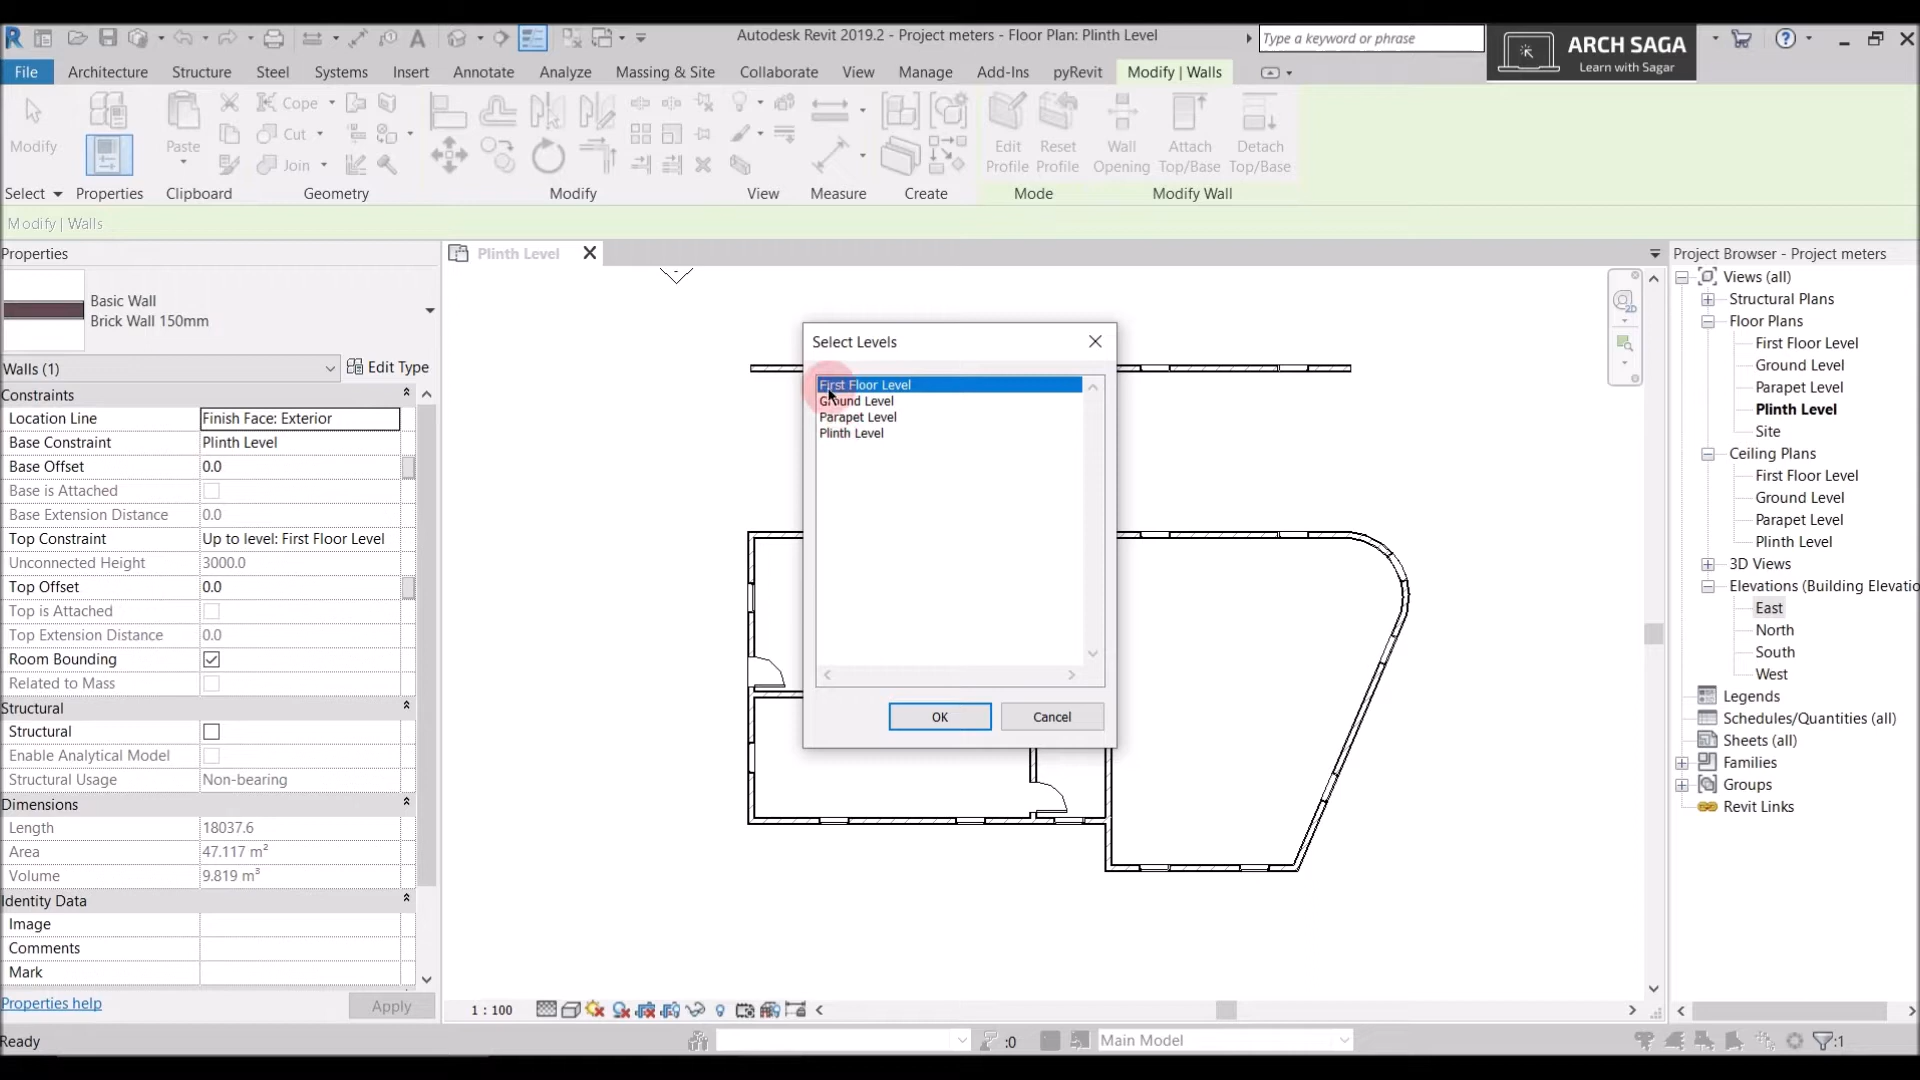 Autodesk Revit 2019.2 - Project meters - Floor Plan: Plinth Level
Type a keyword or phrase
ARCH SAGA
Learn with Sagar
File Architecture Structure Steel Systems Insert Annotate Analyze Massing & Site Collaborate View Manage Add-Ins pyRevit Modify | Walls
Modify
Paste
Cope
Cut
Join
Edit Profile
Reset Profile
Wall Opening
Attach Top/Base
Detach Top/Base
Select Properties Clipboard Geometry Modify View Measure Create Mode Modify Wall
Modify | Walls
Properties
Basic Wall
Brick Wall 150mm
Walls (1)
Edit Type
Constraints
Location Line Finish Face: Exterior
Base Constraint Plinth Level
Base Offset 0.0
Base is Attached
Base Extension Distance 0.0
Top Constraint Up to level: First Floor Level
Unconnected Height 3000.0
Top Offset 0.0
Top is Attached
Top Extension Distance 0.0
Room Bounding
Related to Mass
Structural
Structural
Enable Analytical Model
Structural Usage Non-bearing
Dimensions
Length 18037.6
Area 47.117 m²
Volume 9.819 m³
Identity Data
Image
Comments
Mark
Properties help
Apply
Plinth Level
Select Levels
First Floor Level
Ground Level
Parapet Level
Plinth Level
OK
Cancel
2D
1 : 100
Project Browser - Project meters
Views (all)
Structural Plans
Floor Plans
First Floor Level
Ground Level
Parapet Level
Plinth Level
Site
Ceiling Plans
First Floor Level
Ground Level
Parapet Level
Plinth Level
3D Views
Elevations (Building Elevatio
East
North
South
West
Legends
Schedules/Quantities (all)
Sheets (all)
Families
Groups
Revit Links
Ready
:0
Main Model
:1